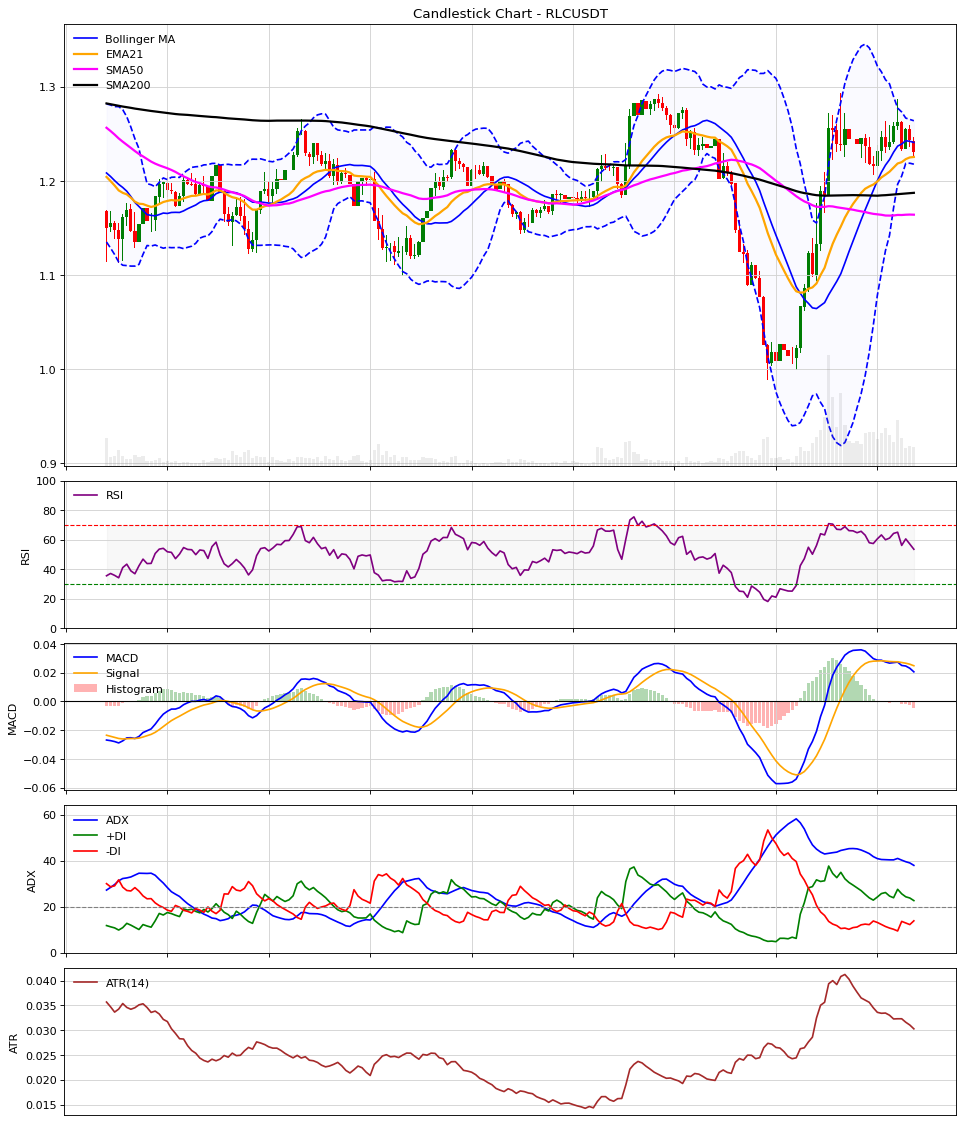 Candlestick Chart - RLCUSDT
Bollinger MA
EMA21
SMA50
SMA200
1.3
1.2
1.1
1.0
0.9
RSI
RSI
100
80
60
40
20
0
MACD
Signal
Histogram
MACD
0.04
0.02
0.00
−0.02
−0.04
−0.06
ADX
+DI
-DI
ADX
60
40
20
0
ATR(14)
ATR
0.040
0.035
0.030
0.025
0.020
0.015